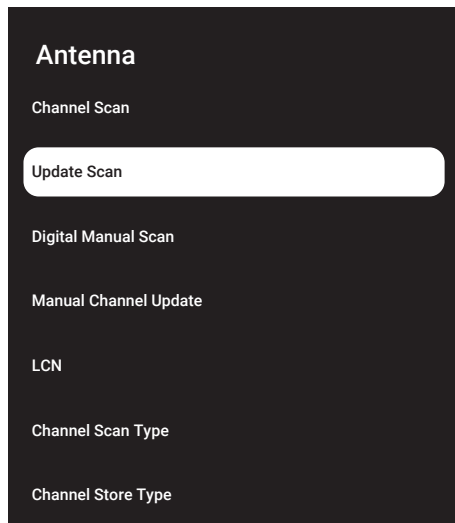 Antenna
Channel Scan
Update Scan
Digital Manual Scan
Manual Channel Update
LCN
Channel Scan Type
Channel Store Type